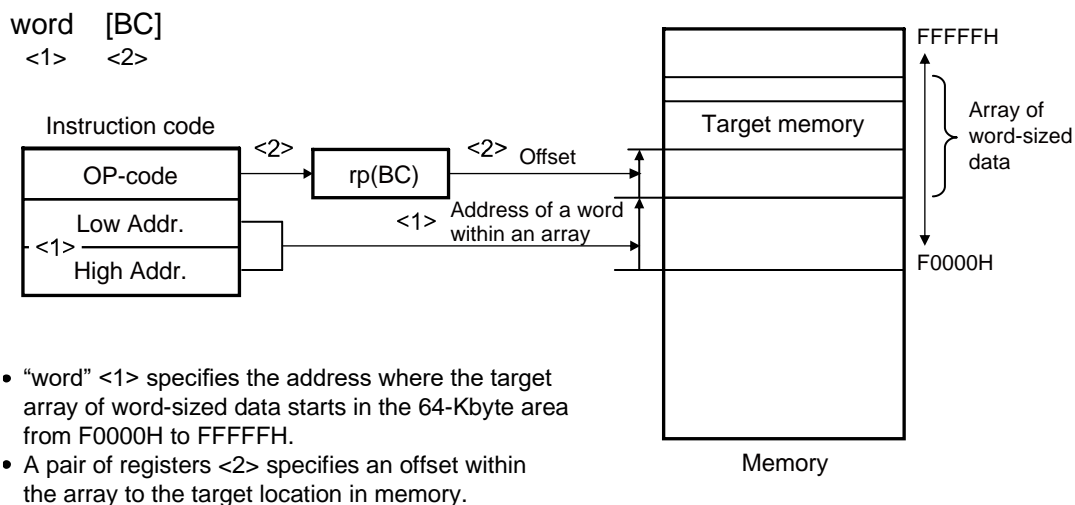 word [BC]
<1> <2>
Instruction code
OP-code
Low Addr.
<1>
High Addr.
<2>
rp(BC)
<2> Offset
<1> Address of a word
within an array
Target memory
FFFFFH
Array of
word-sized
data
F0000H
Memory
• “word” <1> specifies the address where the target
array of word-sized data starts in the 64-Kbyte area
from F0000H to FFFFFH.
• A pair of registers <2> specifies an offset within
the array to the target location in memory.